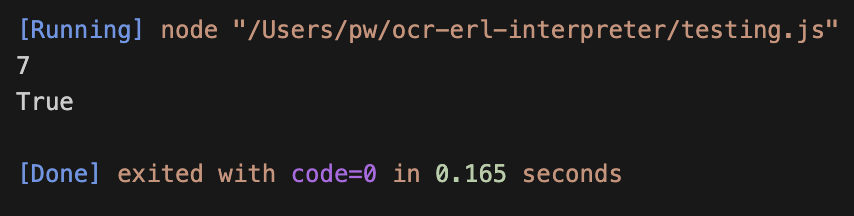 [Running] node "/Users/pw/ocr-erl-interpreter/testing.js"
7
True
[Done] exited with code=0 in 0.165 seconds